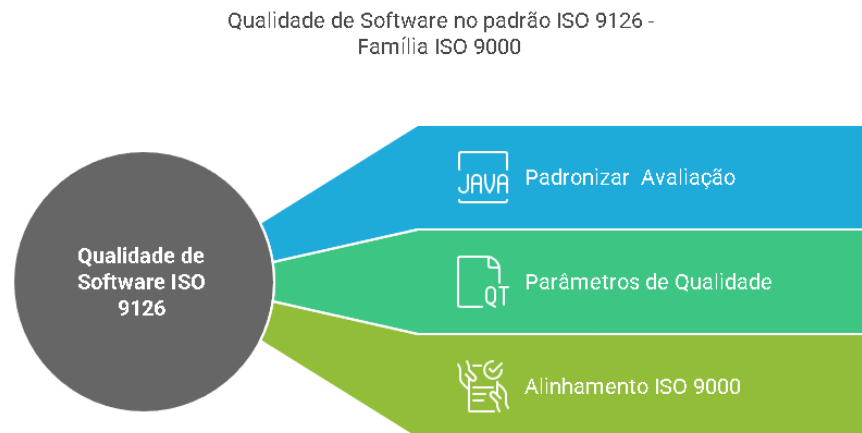 Qualidade de Software no padrão ISO 9126 -
Família ISO 9000
Qualidade de
Software ISO
9126
JAVA
Padronizar Avaliação
QT
Parâmetros de Qualidade
Alinhamento ISO 9000